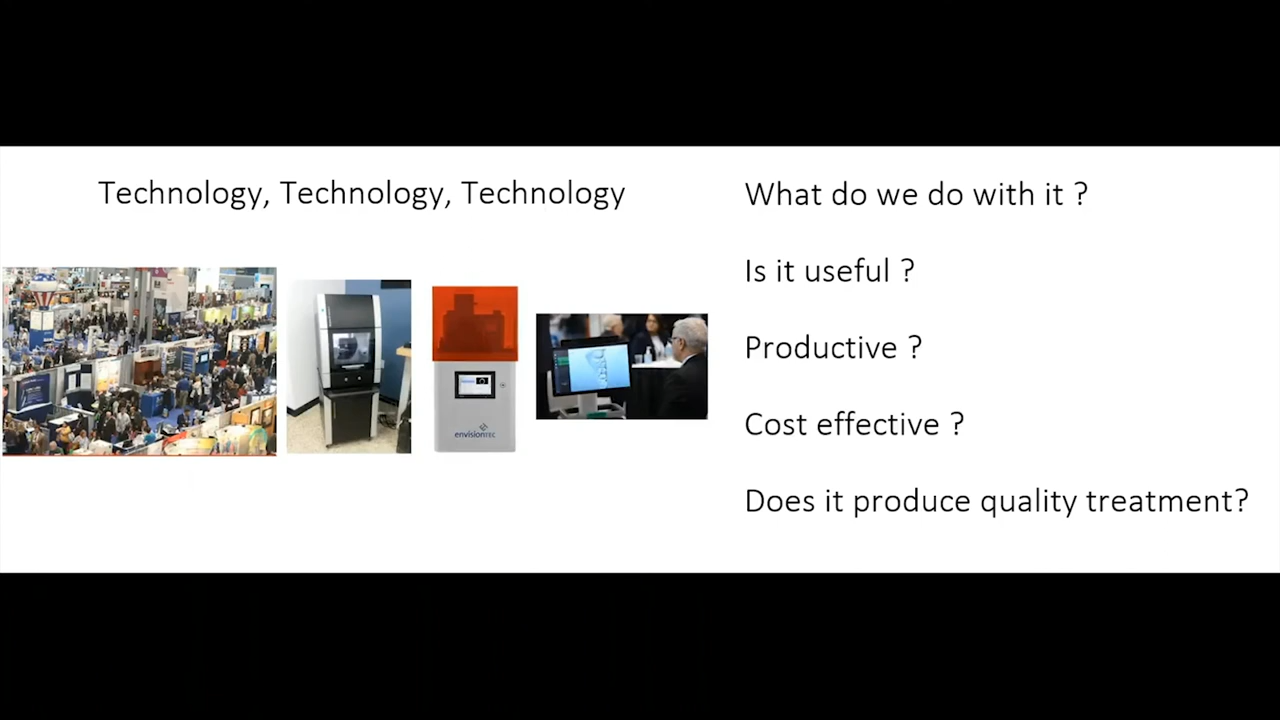 Technology, Technology, Technology
What do we do with it ?
Is it useful ?
Productive ?
Cost effective ?
Does it produce quality treatment?
envisionTEC